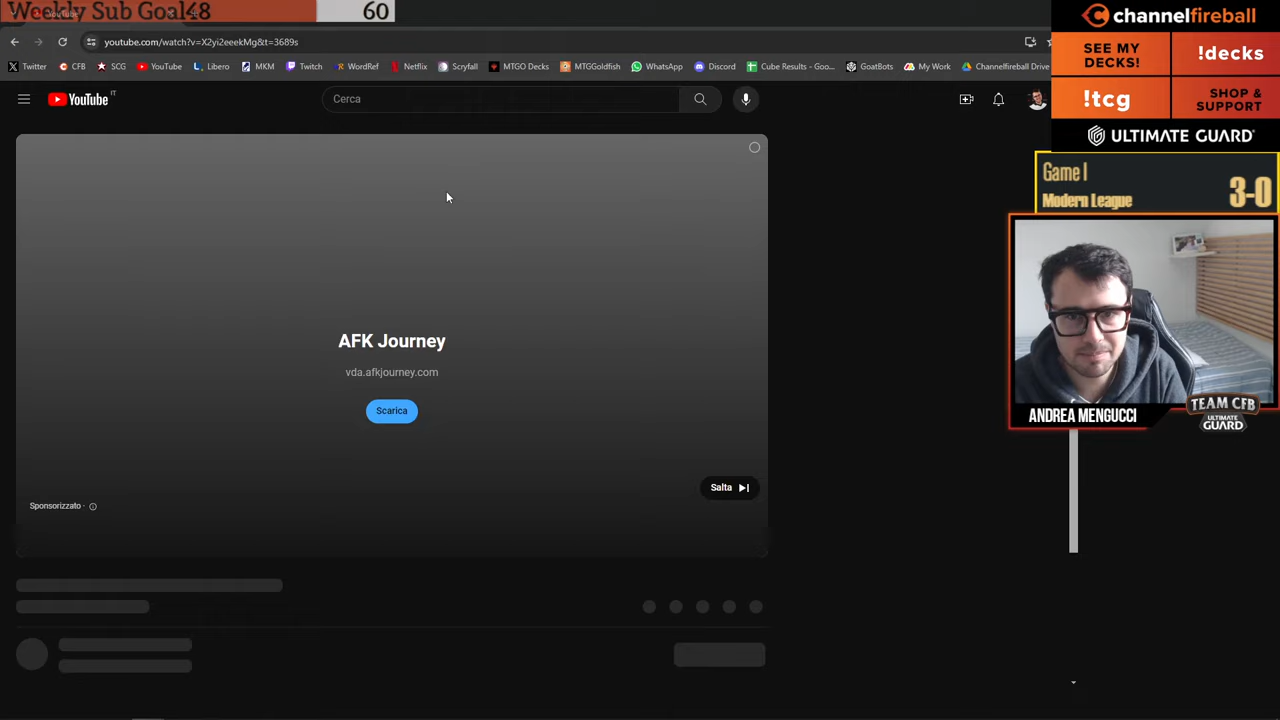 Weekly Sub Goal48
60
youtube.com/watch?v=X2yi2eeekMg&t=3689s
Twitter CFB SCG YouTube Libero MKM Twitch WordRef Netflix Scryfall MTGO Decks MTGGoldfish WhatsApp Discord Cube Results - Goo... GoatBots My Work Channelfireball Drive
YouTube IT
Cerca
AFK Journey
vda.afkjourney.com
Scarica
Salta
Sponsorizzato ·
channelfireball
SEE MY
DECKS!
!decks
!tcg
SHOP &
SUPPORT
ULTIMATE GUARD
Game 1
Modern League
3-0
ANDREA MENGUCCI
TEAM CFB
ULTIMATE
GUARD